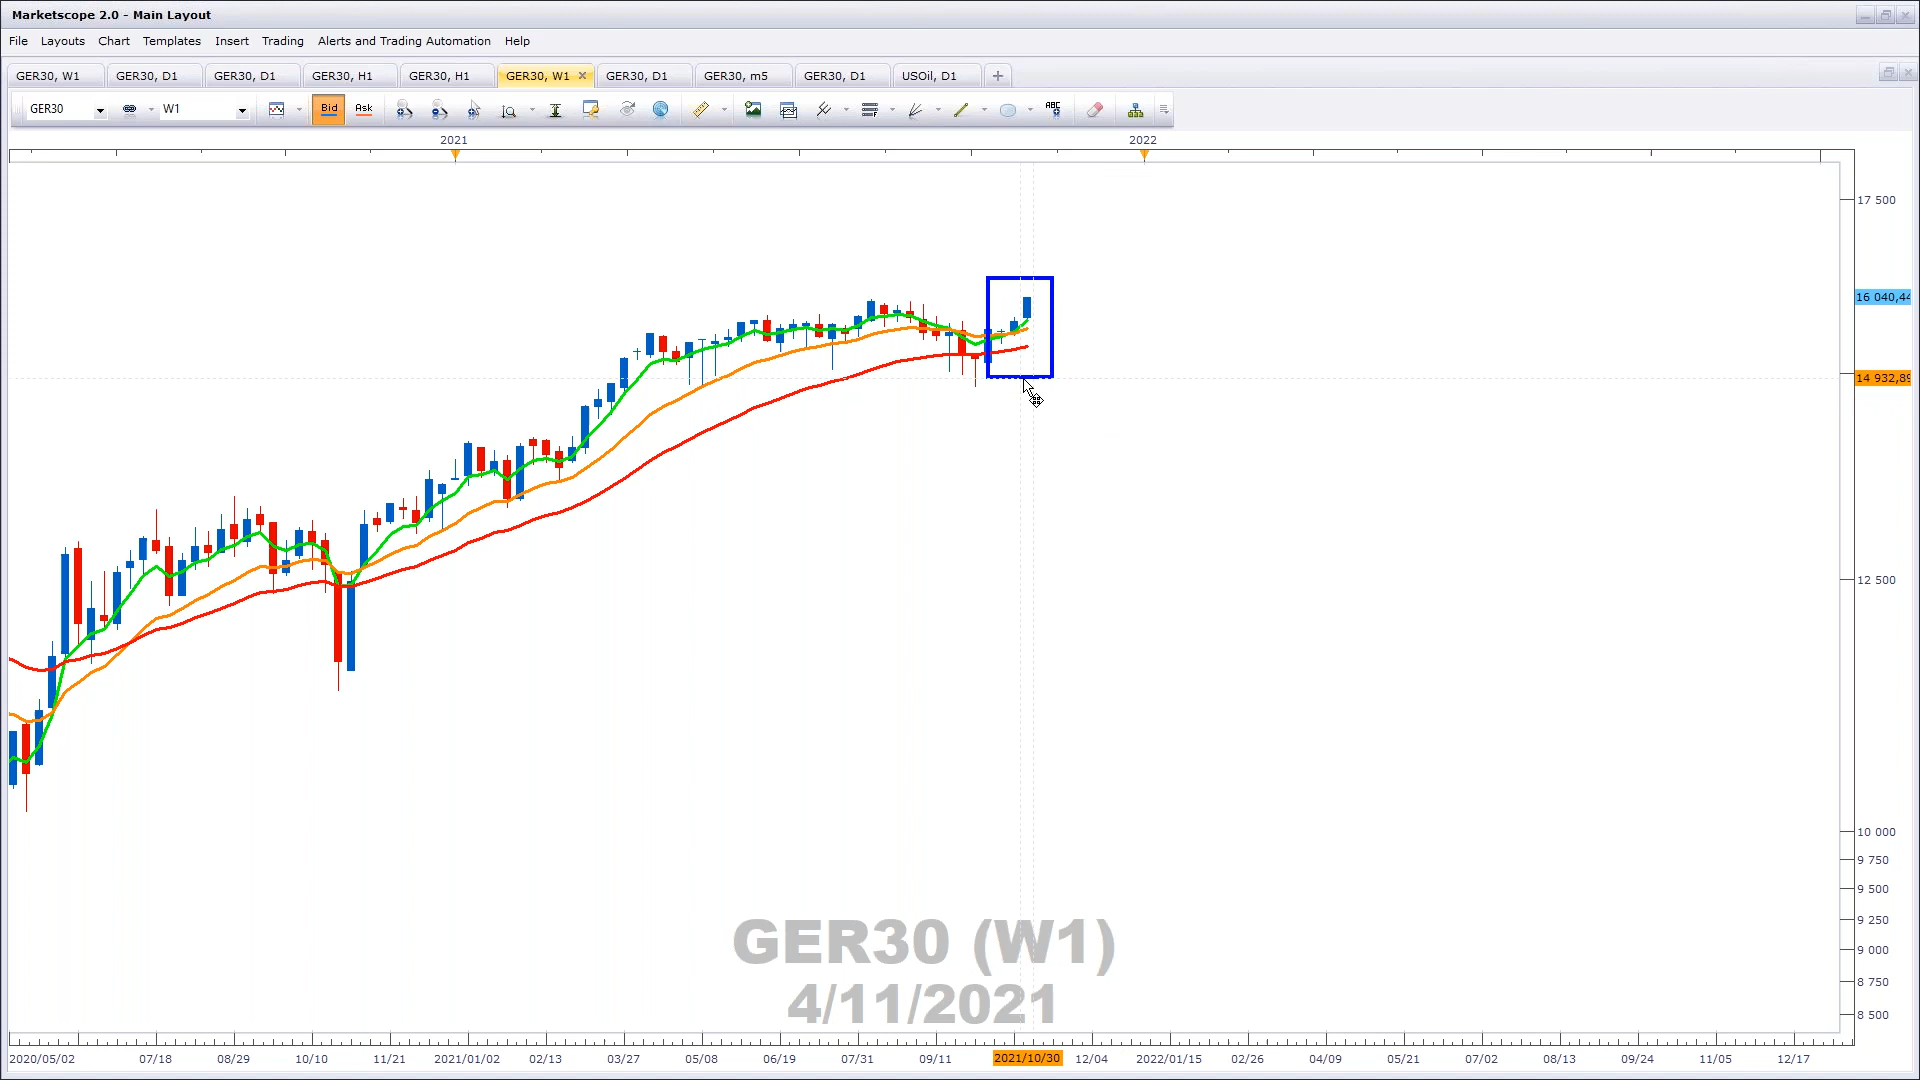 Marketscope 2.0 - Main Layout
File Layouts Chart Templates Insert Trading Alerts and Trading Automation Help
GER30, W1 GER30, D1 GER30, D1 GER30, H1 GER30, H1 GER30, W1 GER30, D1 GER30, m5 GER30, D1 USOil, D1
GER30 W1 Bid Ask ABC
2021 2022
17 500
16 040,44
14 932,89
12 500
10 000
9 750
9 500
9 250
9 000
8 750
8 500
GER30 (W1)
4/11/2021
2020/05/02 07/18 08/29 10/10 11/21 2021/01/02 02/13 03/27 05/08 06/19 07/31 09/11 2021/10/30 12/04 2022/01/15 02/26 04/09 05/21 07/02 08/13 09/24 11/05 12/17